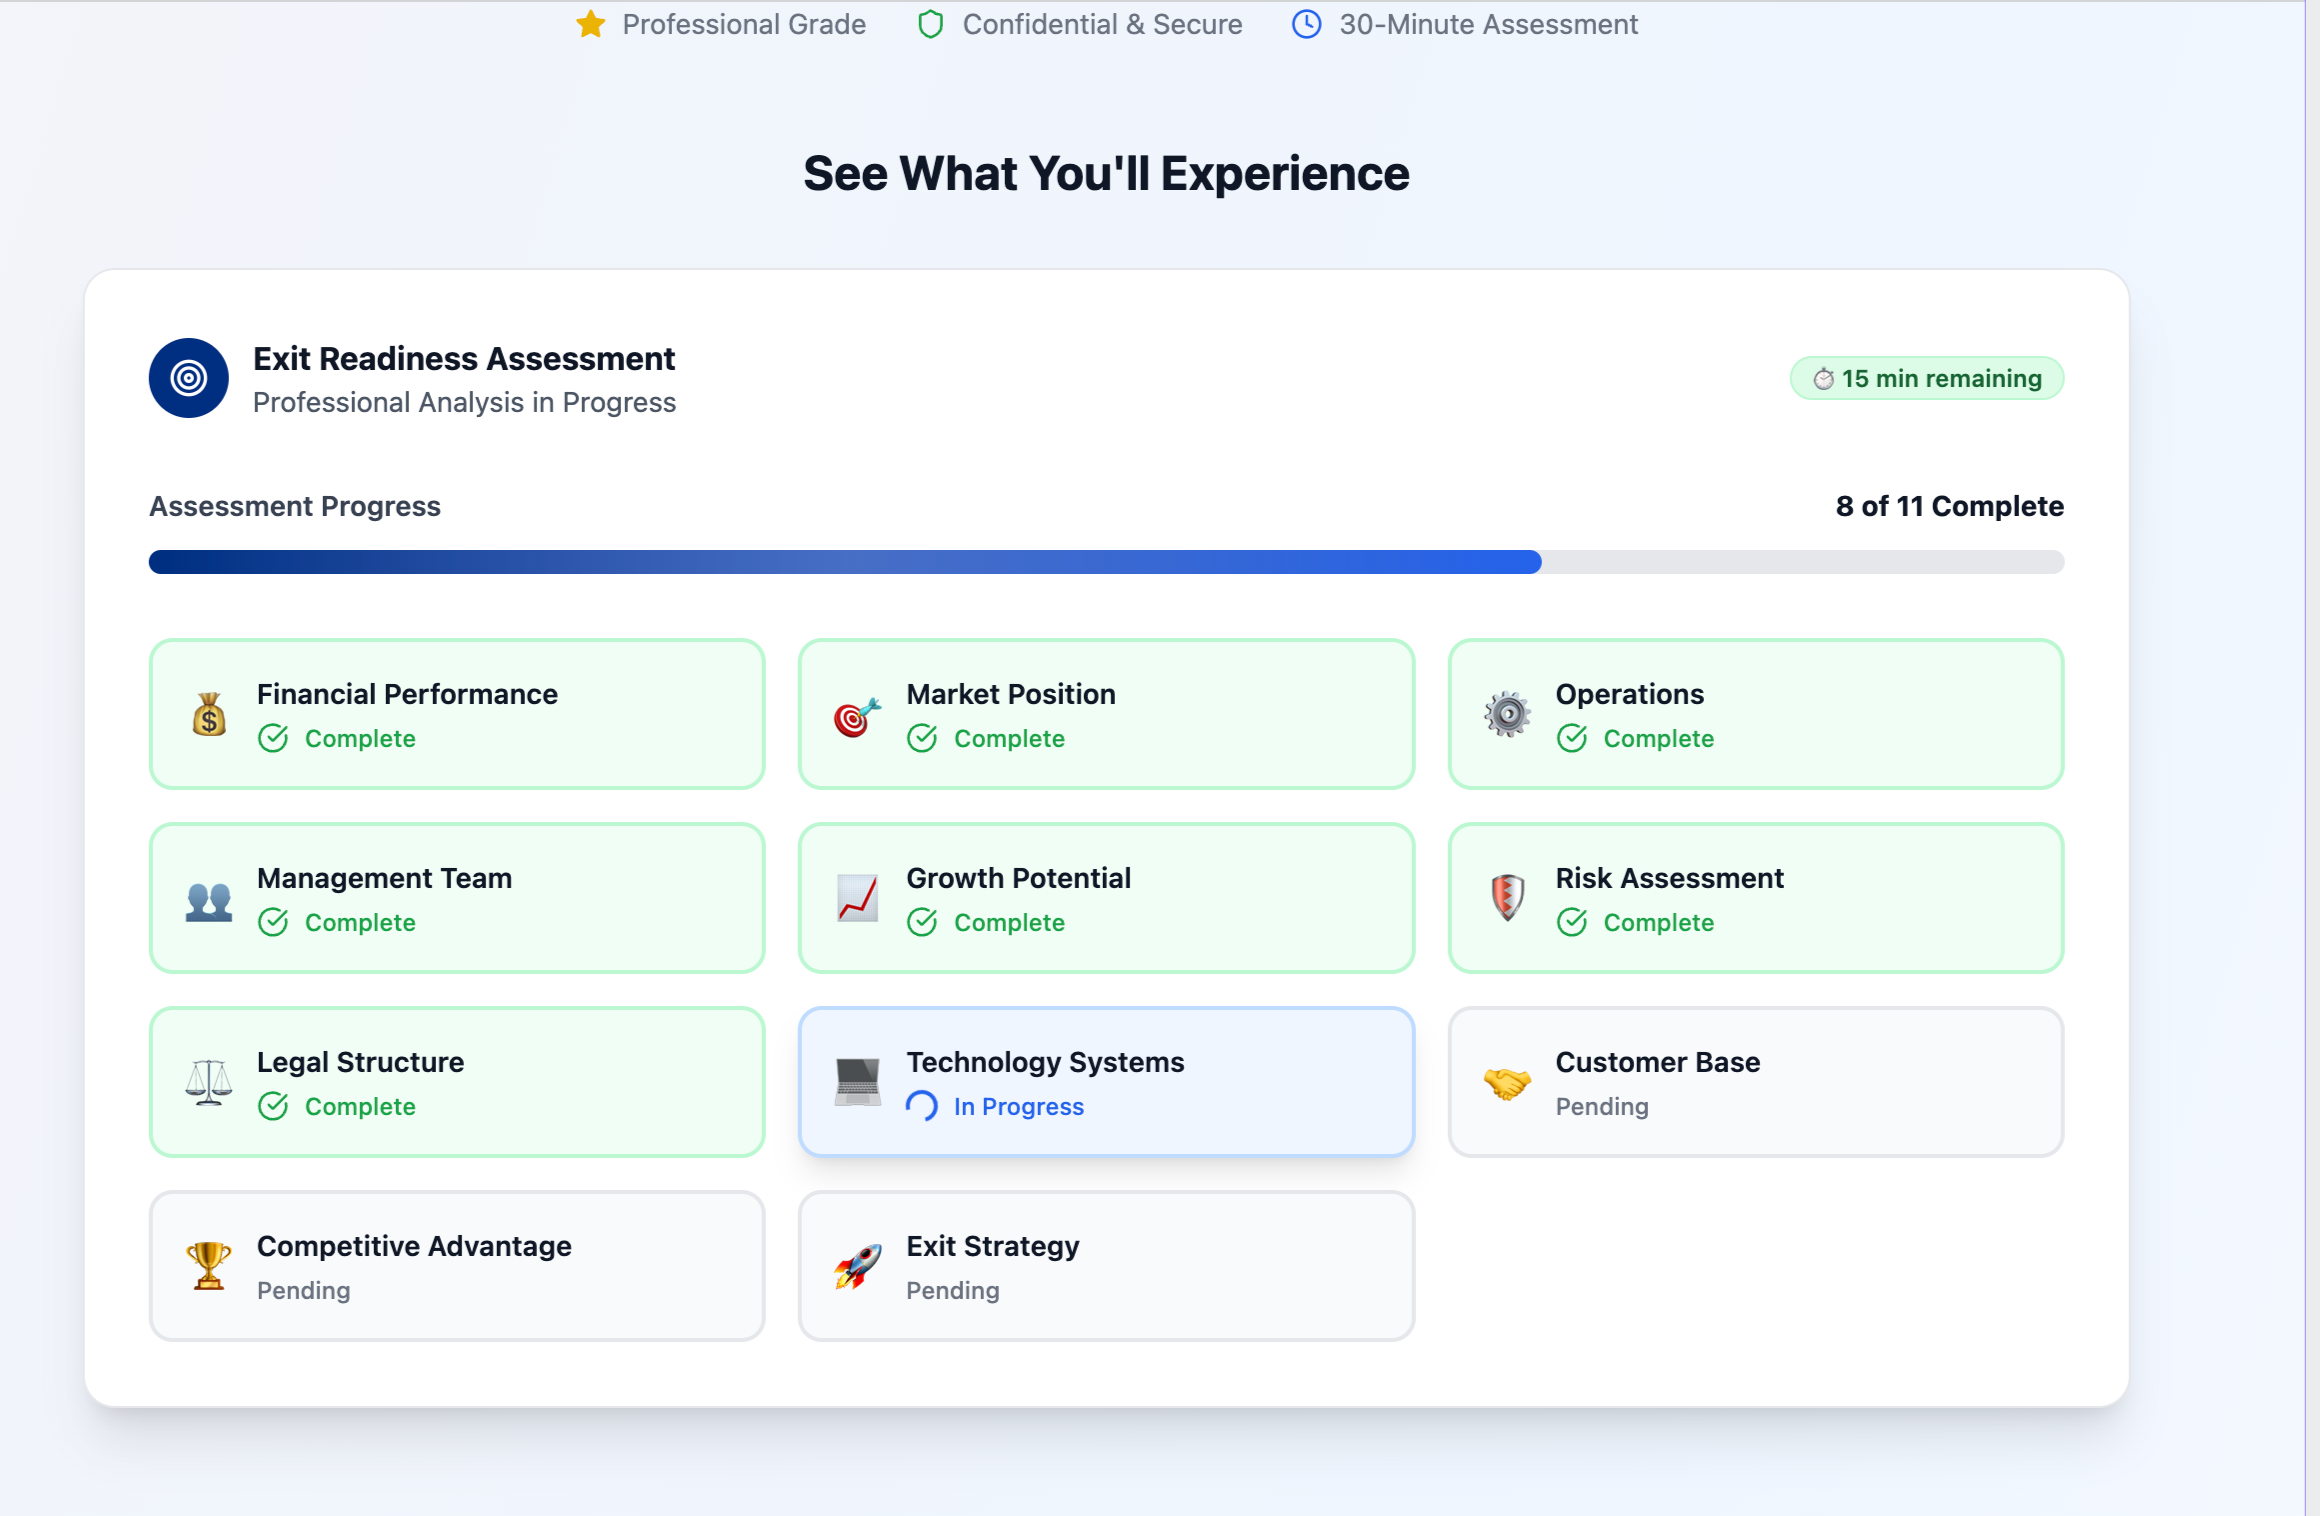 Professional Grade Confidential & Secure 30-Minute Assessment
See What You'll Experience
Exit Readiness Assessment
Professional Analysis in Progress
15 min remaining
Assessment Progress
8 of 11 Complete
Financial Performance
Complete
Market Position
Complete
Operations
Complete
Management Team
Complete
Growth Potential
Complete
Risk Assessment
Complete
Legal Structure
Complete
Technology Systems
In Progress
Customer Base
Pending
Competitive Advantage
Pending
Exit Strategy
Pending